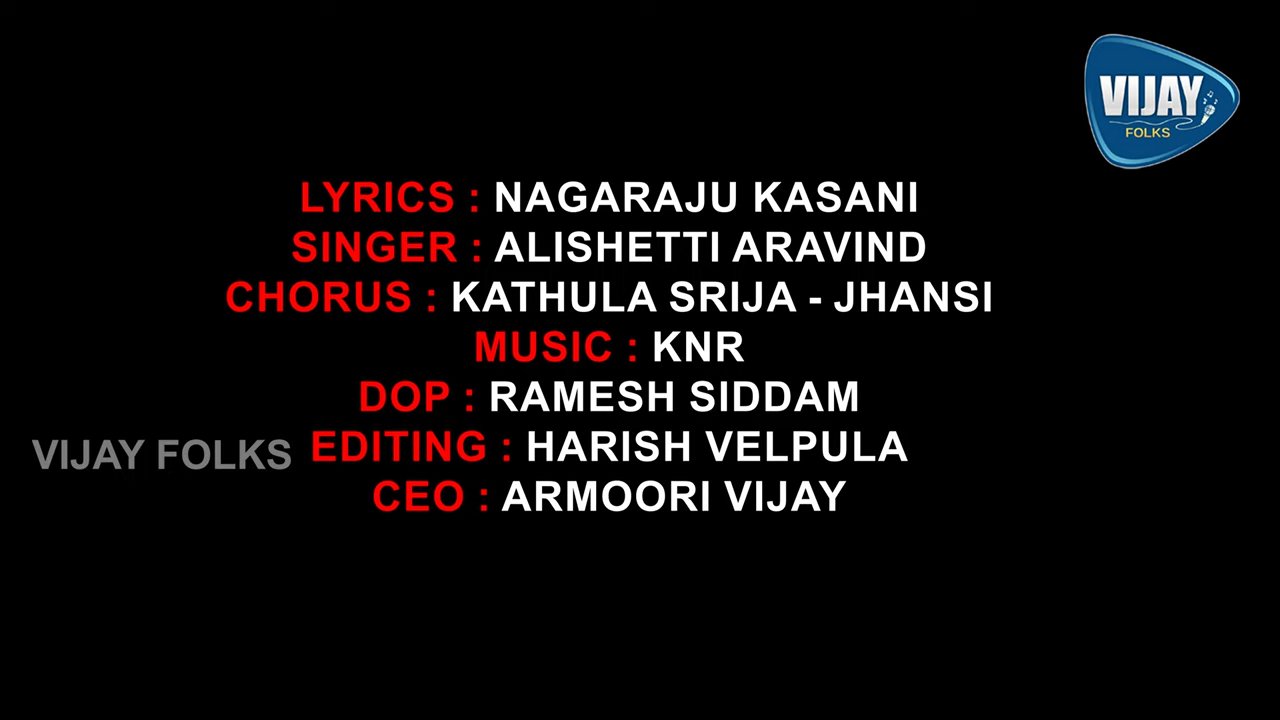 VIJAY
FOLKS
LYRICS : NAGARAJU KASANI
SINGER : ALISHETTI ARAVIND
CHORUS : KATHULA SRIJA - JHANSI
MUSIC : KNR
DOP : RAMESH SIDDAM
EDITING : HARISH VELPULA
VIJAY FOLKS
CEO : ARMOORI VIJAY